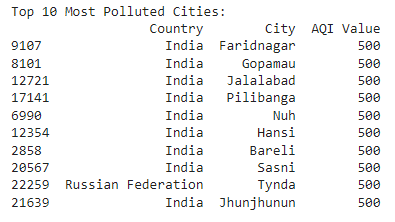 Top 10 Most Polluted Cities:
Country City AQI Value
9107 India Faridnagar 500
8101 India Gopamau 500
12721 India Jalalabad 500
17141 India Pilibanga 500
6990 India Nuh 500
12354 India Hansi 500
2858 India Bareli 500
20567 India Sasni 500
22259 Russian Federation Tynda 500
21639 India Jhunjhunun 500